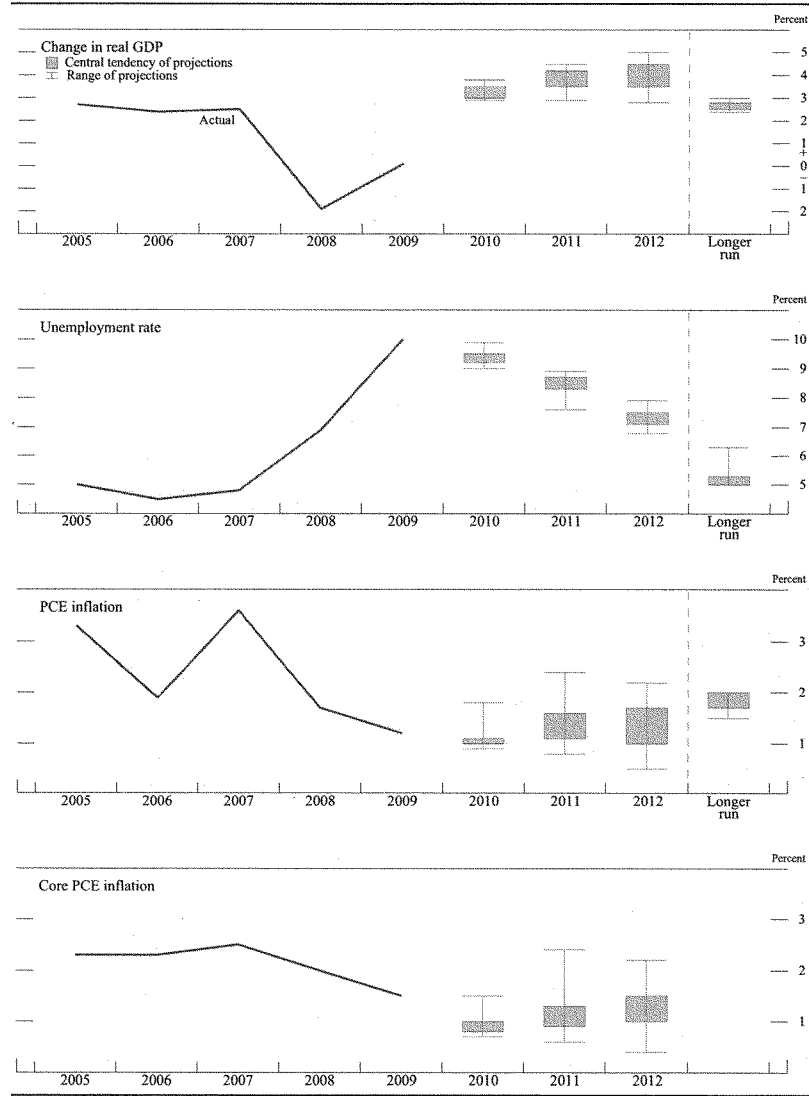 Percent
Change in real GDP
Central tendency of projections
Range of projections
Actual
5
4
3
2
1
+
0
−
1
2
2005 2006 2007 2008 2009 2010 2011 2012 Longer
run
Percent
Unemployment rate
10
9
8
7
6
5
2005 2006 2007 2008 2009 2010 2011 2012 Longer
run
Percent
PCE inflation
3
2
1
2005 2006 2007 2008 2009 2010 2011 2012 Longer
run
Percent
Core PCE inflation
3
2
1
2005 2006 2007 2008 2009 2010 2011 2012